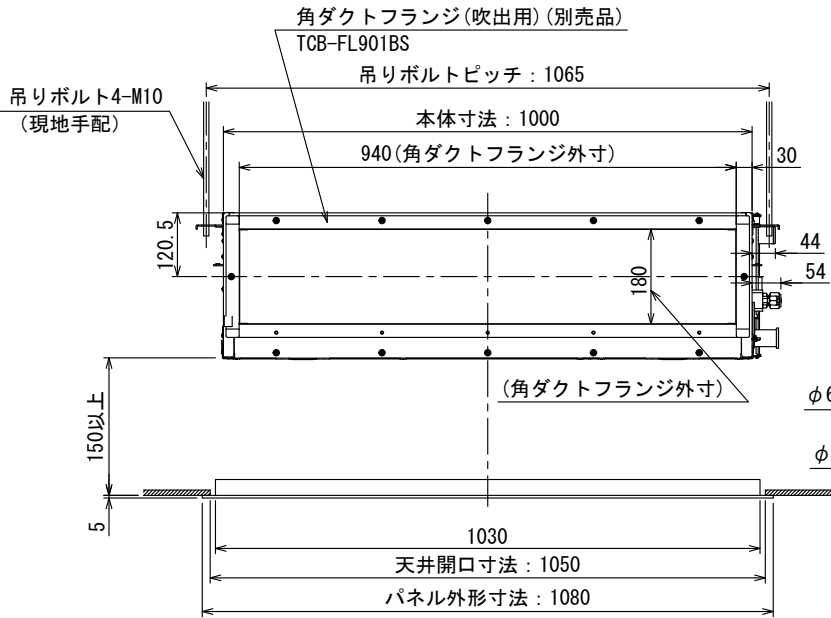 角ダクトフランジ(吹出用)(別売品)
TCB-FL901BS
吊りボルトピッチ：1065
吊りボルト4-M10
(現地手配)
本体寸法：1000
940(角ダクトフランジ外寸)
30
120.5
44
54
180
(角ダクトフランジ外寸)
φ6
φ
150以上
5
1030
天井開口寸法：1050
パネル外形寸法：1080